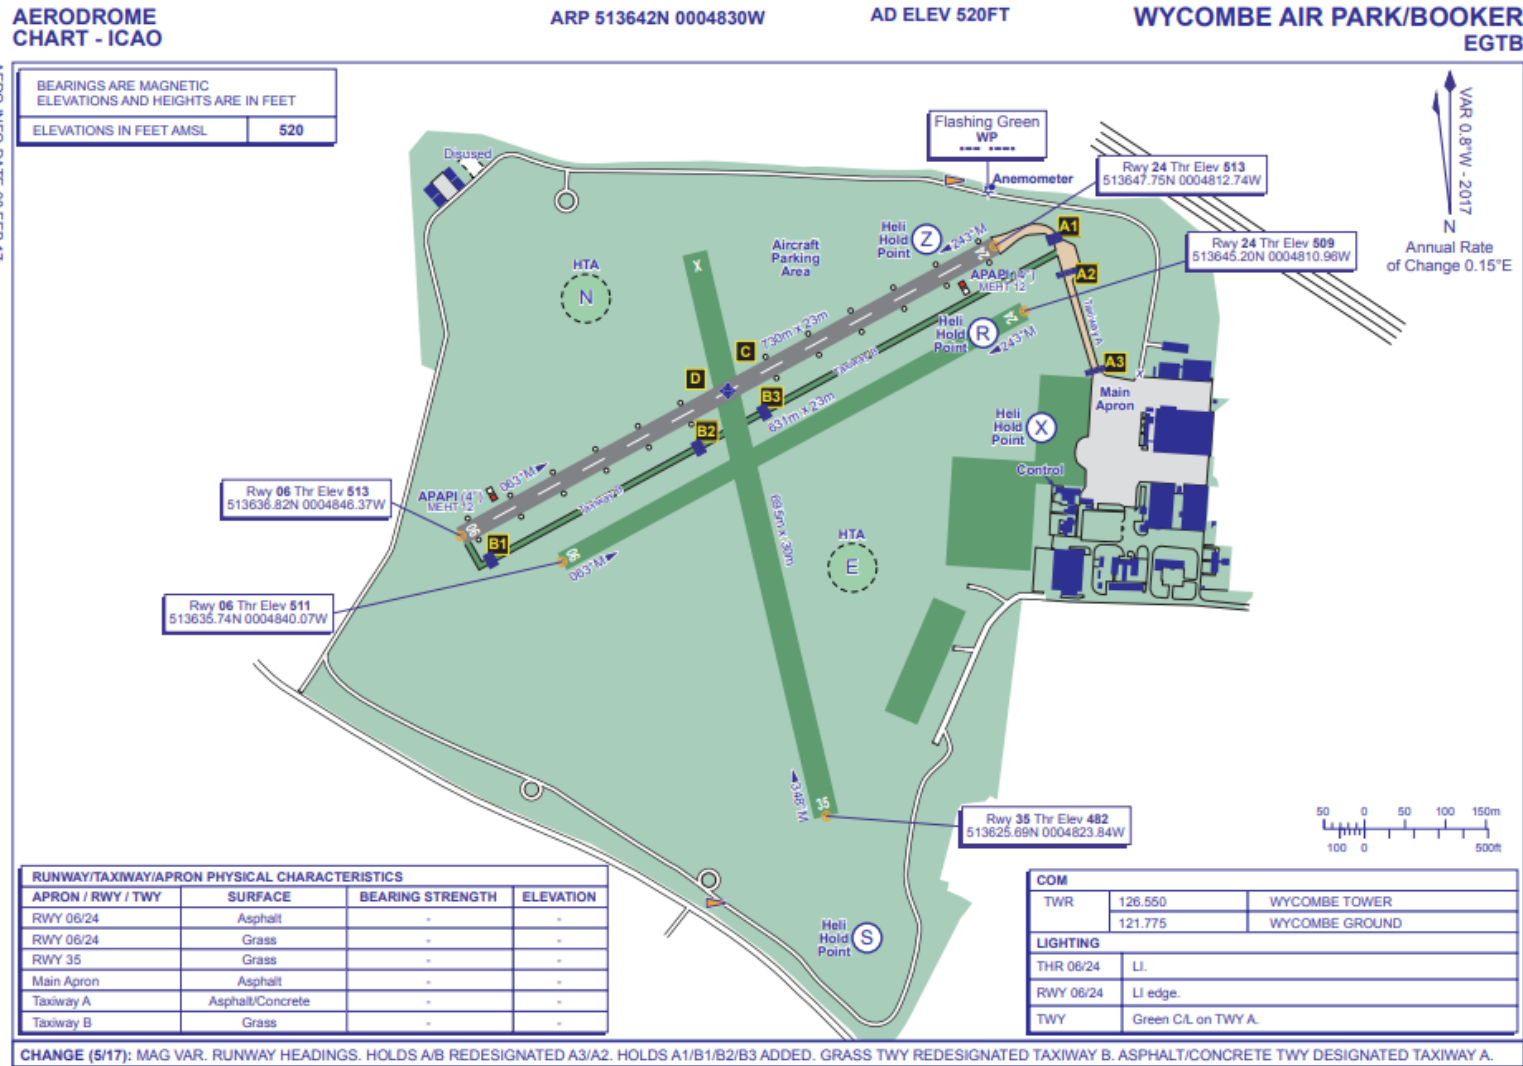 AERODROME
CHART - ICAO
ARP 513642N 0004830W
AD ELEV 520FT
WYCOMBE AIR PARK/BOOKER
EGTB
BEARINGS ARE MAGNETIC
ELEVATIONS AND HEIGHTS ARE IN FEET
ELEVATIONS IN FEET AMSL 520
VAR 0.8°W - 2017
N
Annual Rate
of Change 0.15°E
Disused
Flashing Green
WP
Anemometer
Rwy 24 Thr Elev 513
513647.75N 0004812.74W
Rwy 24 Thr Elev 509
513645.20N 0004810.96W
A1
A2
Taxiway A
A3
Heli
Hold
Point
Z
243°M
24
Aircraft
Parking
Area
APAPI (4°)
MEHT 12
HTA
N
X
Heli
Hold
Point
R
24
243°M
730m x 23m
C
D
Taxiway B
B3
B2
631m x 23m
Main
Apron
X
Heli
Hold
Point
X
Control
063°M
APAPI (4°)
MEHT 12
Rwy 06 Thr Elev 513
513636.82N 0004846.37W
06
Taxiway B
B1
06
063°M
695m x 30m
HTA
E
Rwy 06 Thr Elev 511
513635.74N 0004840.07W
348°M
35
Rwy 35 Thr Elev 482
513625.69N 0004823.84W
50 0 50 100 150m
100 0 500ft
Heli
Hold
Point
S
RUNWAY/TAXIWAY/APRON PHYSICAL CHARACTERISTICS
APRON / RWY / TWY SURFACE BEARING STRENGTH ELEVATION
RWY 06/24 Asphalt - -
RWY 06/24 Grass - -
RWY 35 Grass - -
Main Apron Asphalt - -
Taxiway A Asphalt/Concrete - -
Taxiway B Grass - -
COM
TWR 126.550 WYCOMBE TOWER
121.775 WYCOMBE GROUND
LIGHTING
THR 06/24 LI.
RWY 06/24 LI edge.
TWY Green C/L on TWY A.
CHANGE (5/17): MAG VAR. RUNWAY HEADINGS. HOLDS A/B REDESIGNATED A3/A2. HOLDS A1/B1/B2/B3 ADDED. GRASS TWY REDESIGNATED TAXIWAY B. ASPHALT/CONCRETE TWY DESIGNATED TAXIWAY A.